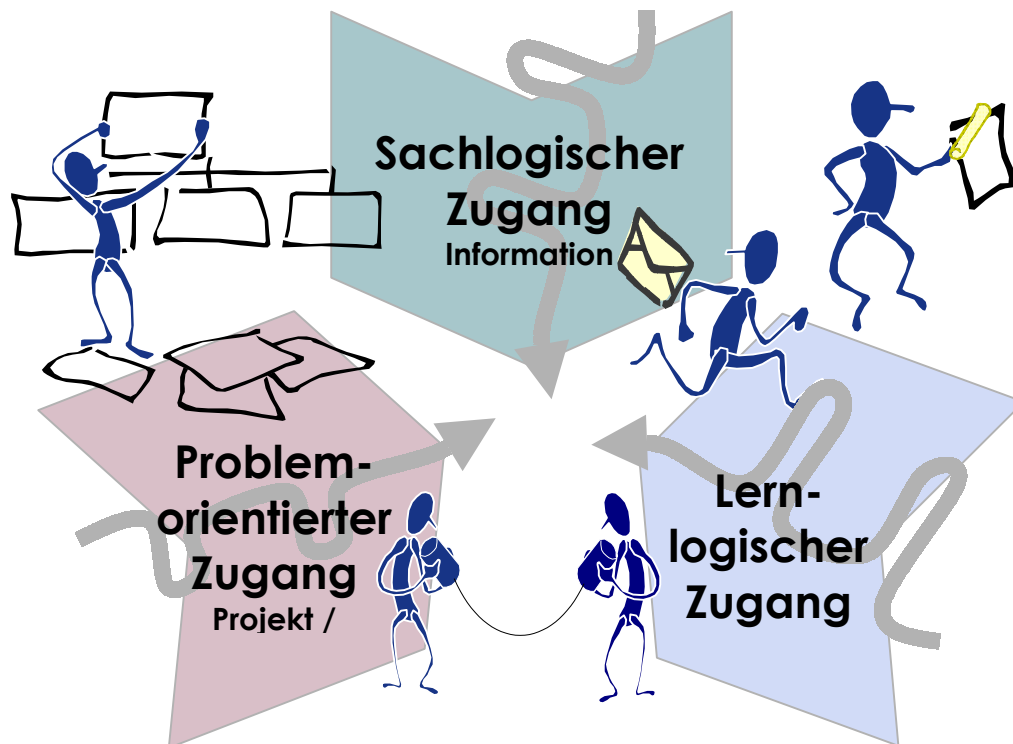 Sachlogischer
Zugang
Information
Problem-
orientierter
Zugang
Projekt /
Lern-
logischer
Zugang